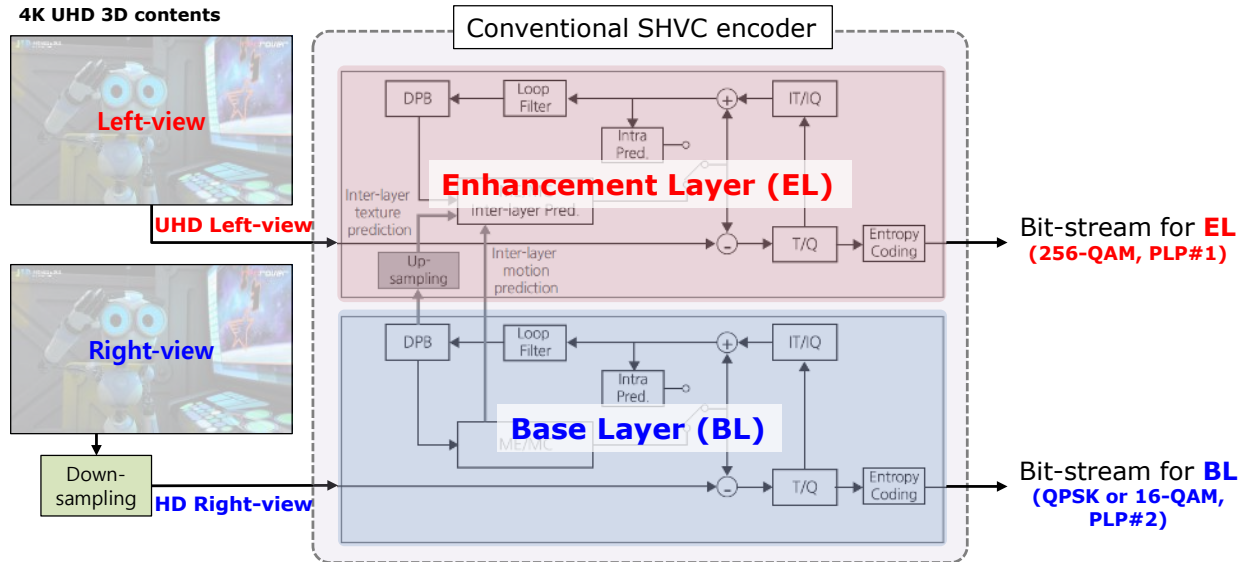 4K UHD 3D contents
Conventional SHVC encoder
Left-view
DPB
Loop
Filter
IT/IQ
Intra
Pred.
Enhancement Layer (EL)
Inter-layer Pred.
Inter-layer
texture
prediction
UHD Left-view
Up-
sampling
Inter-layer
motion
prediction
T/Q
Entropy
Coding
Bit-stream for EL
(256-QAM, PLP#1)
Right-view
DPB
Loop
Filter
IT/IQ
Intra
Pred.
Base Layer (BL)
ME/MC
Down-
sampling
HD Right-view
T/Q
Entropy
Coding
Bit-stream for BL
(QPSK or 16-QAM,
PLP#2)